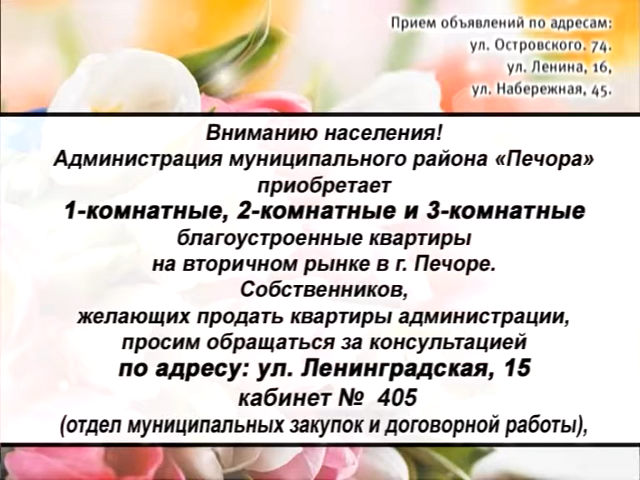 Прием объявлений по адресам:
ул. Островского. 74.
ул. Ленина, 16,
ул. Набережная, 45.
Вниманию населения!
Администрация муниципального района «Печора»
приобретает
1-комнатные, 2-комнатные и 3-комнатные
благоустроенные квартиры
на вторичном рынке в г. Печоре.
Собственников,
желающих продать квартиры администрации,
просим обращаться за консультацией
по адресу: ул. Ленинградская, 15
кабинет № 405
(отдел муниципальных закупок и договорной работы),